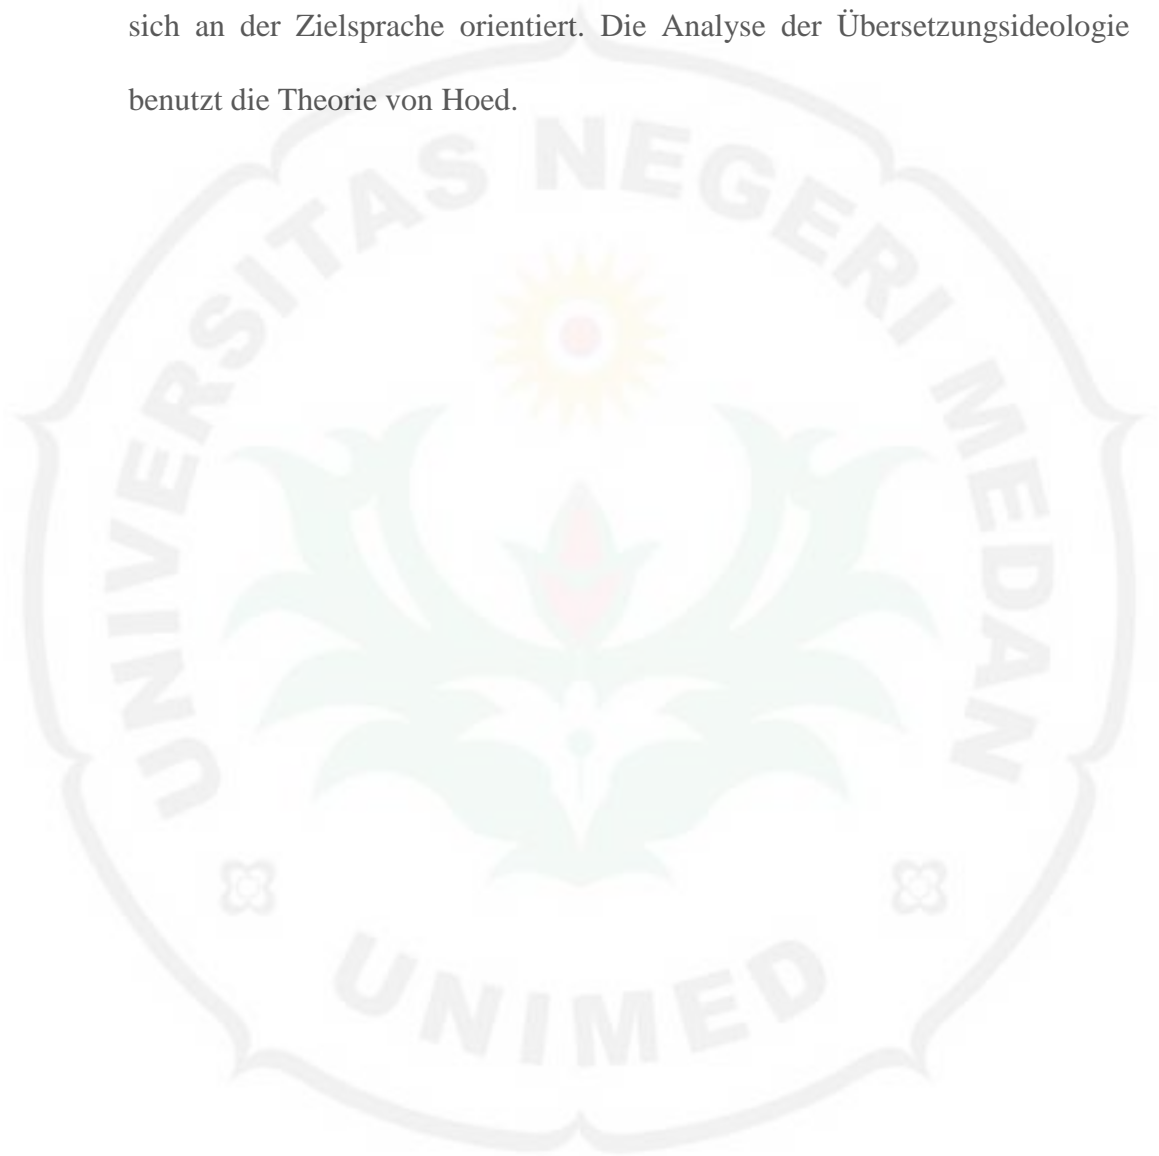 sich an der Zielsprache orientiert. Die Analyse der Übersetzungsideologie
benutzt die Theorie von Hoed.
UNIVERSITAS NEGERI MEDAN
UNIMED